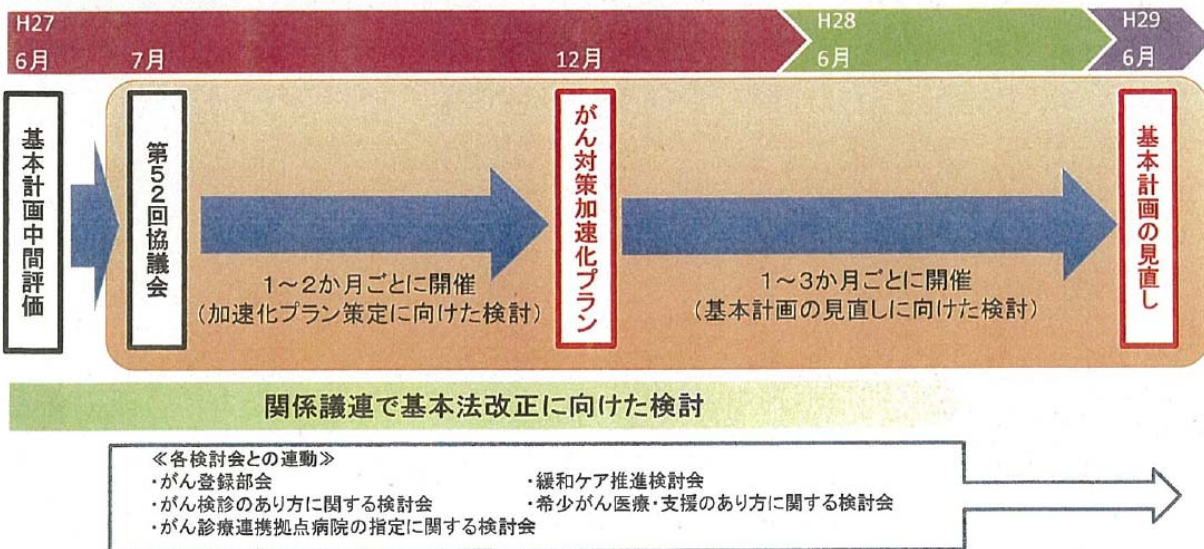 H27
H28
H29
6月
7月
12月
6月
6月
基本計画中間評価
第52回協議会
がん対策加速化プラン
基本計画の見直し
1～2か月ごとに開催
(加速化プラン策定に向けた検討)
1～3か月ごとに開催
(基本計画の見直しに向けた検討)
関係議連で基本法改正に向けた検討
≪各検討会との連動≫
・がん登録部会
・緩和ケア推進検討会
・がん検診のあり方に関する検討会
・希少がん医療・支援のあり方に関する検討会
・がん診療連携拠点病院の指定に関する検討会